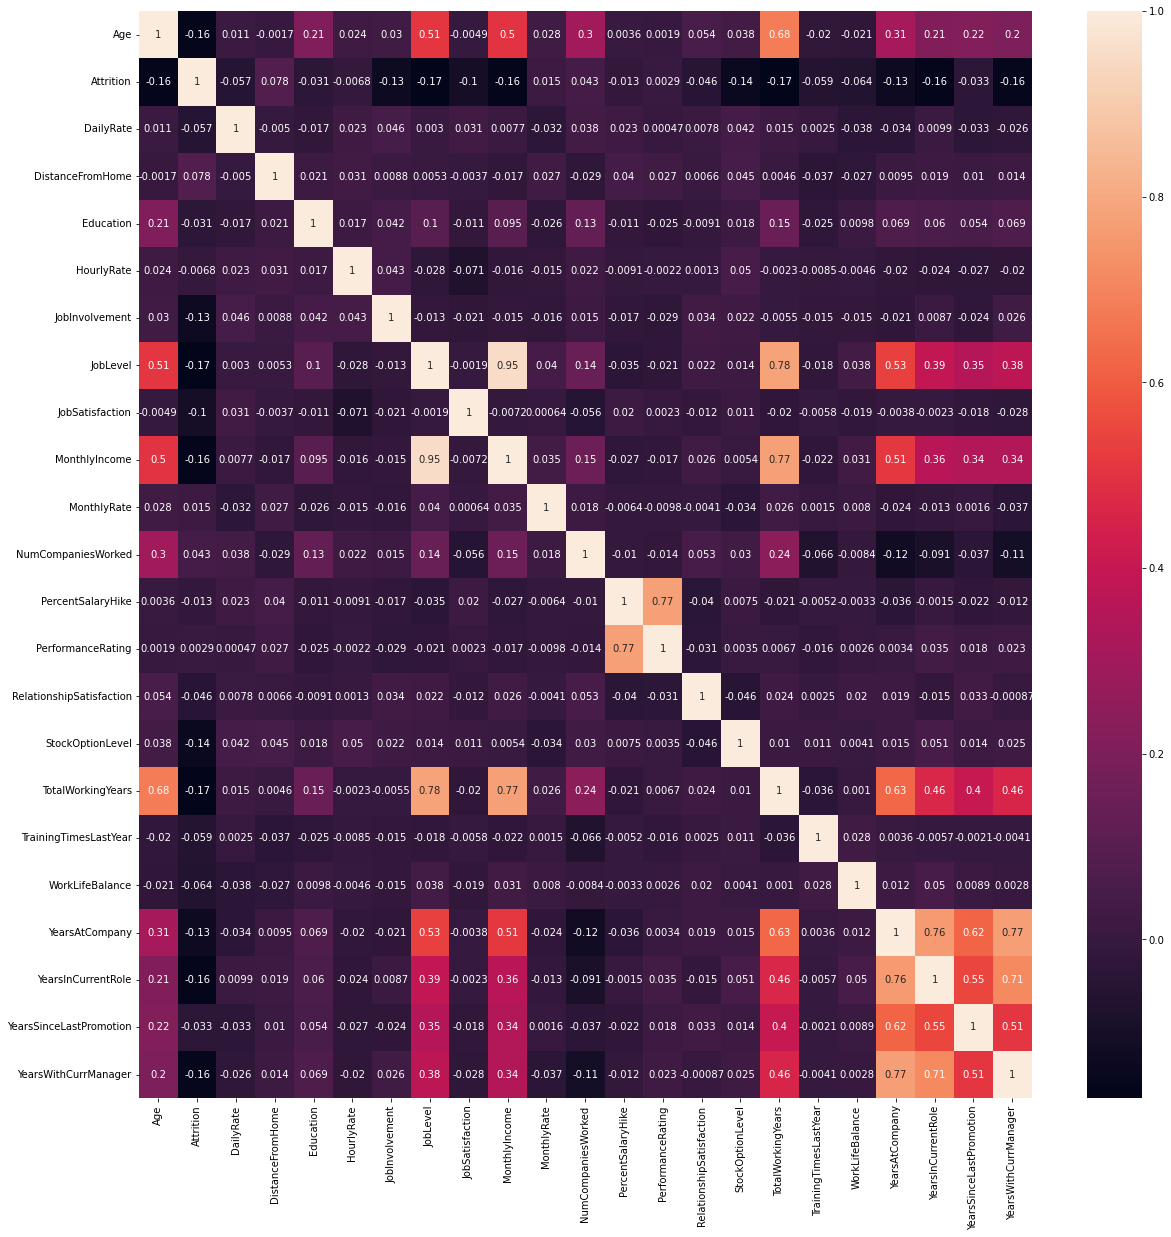 Age 1 -0.16 0.011 -0.0017 0.21 0.024 0.03 0.51 -0.0049 0.5 0.028 0.3 0.0036 0.0019 0.054 0.038 0.68 -0.02 -0.021 0.31 0.21 0.22 0.2
Attrition -0.16 1 -0.057 0.078 -0.031 -0.0068 -0.13 -0.17 -0.1 -0.16 0.015 0.043 -0.013 0.0029 -0.046 -0.14 -0.17 -0.059 -0.064 -0.13 -0.16 -0.033 -0.16
DailyRate 0.011 -0.057 1 -0.005 -0.017 0.023 0.046 0.003 0.031 0.0077 -0.032 0.038 0.023 0.00047 0.0078 0.042 0.015 0.0025 -0.038 -0.034 0.0099 -0.033 -0.026
DistanceFromHome -0.0017 0.078 -0.005 1 0.021 0.031 0.0088 0.0053 -0.0037 -0.017 0.027 -0.029 0.04 0.027 0.0066 0.045 0.0046 -0.037 -0.027 0.0095 0.019 0.01 0.014
Education 0.21 -0.031 -0.017 0.021 1 0.017 0.042 0.1 -0.011 0.095 -0.026 0.13 -0.011 -0.025 -0.0091 0.018 0.15 -0.025 0.0098 0.069 0.06 0.054 0.069
HourlyRate 0.024 -0.0068 0.023 0.031 0.017 1 0.043 -0.028 -0.071 -0.016 -0.015 0.022 -0.0091 -0.0022 0.0013 0.05 -0.0023 -0.0085 -0.0046 -0.02 -0.024 -0.027 -0.02
JobInvolvement 0.03 -0.13 0.046 0.0088 0.042 0.043 1 -0.013 -0.021 -0.015 -0.016 0.015 -0.017 -0.029 0.034 0.022 -0.0055 -0.015 -0.015 -0.021 0.0087 -0.024 0.026
JobLevel 0.51 -0.17 0.003 0.0053 0.1 -0.028 -0.013 1 -0.0019 0.95 0.04 0.14 -0.035 -0.021 0.022 0.014 0.78 -0.018 0.038 0.53 0.39 0.35 0.38
JobSatisfaction -0.0049 -0.1 0.031 -0.0037 -0.011 -0.071 -0.021 -0.0019 1 -0.0072 0.00064 -0.056 0.02 0.0023 -0.012 0.011 -0.02 -0.0058 -0.019 -0.0038 -0.0023 -0.018 -0.028
MonthlyIncome 0.5 -0.16 0.0077 -0.017 0.095 -0.016 -0.015 0.95 -0.0072 1 0.035 0.15 -0.027 -0.017 0.026 0.0054 0.77 -0.022 0.031 0.51 0.36 0.34 0.34
MonthlyRate 0.028 0.015 -0.032 0.027 -0.026 -0.015 -0.016 0.04 0.00064 0.035 1 0.018 -0.0064 -0.0098 -0.0041 -0.034 0.026 0.0015 0.008 -0.024 -0.013 0.0016 -0.037
NumCompaniesWorked 0.3 0.043 0.038 -0.029 0.13 0.022 0.015 0.14 -0.056 0.15 0.018 1 -0.01 -0.014 0.053 0.03 0.24 -0.066 -0.0084 -0.12 -0.091 -0.037 -0.11
PercentSalaryHike 0.0036 -0.013 0.023 0.04 -0.011 -0.0091 -0.017 -0.035 0.02 -0.027 -0.0064 -0.01 1 0.77 -0.04 0.0075 -0.021 -0.0052 -0.0033 -0.036 -0.0015 -0.022 -0.012
PerformanceRating 0.0019 0.0029 0.00047 0.027 -0.025 -0.0022 -0.029 -0.021 0.0023 -0.017 -0.0098 -0.014 0.77 1 -0.031 0.0035 0.0067 -0.016 0.0026 0.0034 0.035 0.018 0.023
RelationshipSatisfaction 0.054 -0.046 0.0078 0.0066 -0.0091 0.0013 0.034 0.022 -0.012 0.026 -0.0041 0.053 -0.04 -0.031 1 -0.046 0.024 0.0025 0.02 0.019 -0.015 0.033 -0.00087
StockOptionLevel 0.038 -0.14 0.042 0.045 0.018 0.05 0.022 0.014 0.011 0.0054 -0.034 0.03 0.0075 0.0035 -0.046 1 0.01 0.011 0.0041 0.015 0.051 0.014 0.025
TotalWorkingYears 0.68 -0.17 0.015 0.0046 0.15 -0.0023 -0.0055 0.78 -0.02 0.77 0.026 0.24 -0.021 0.0067 0.024 0.01 1 -0.036 0.001 0.63 0.46 0.4 0.46
TrainingTimesLastYear -0.02 -0.059 0.0025 -0.037 -0.025 -0.0085 -0.015 -0.018 -0.0058 -0.022 0.0015 -0.066 -0.0052 -0.016 0.0025 0.011 -0.036 1 0.028 0.0036 -0.0057 -0.0021 -0.0041
WorkLifeBalance -0.021 -0.064 -0.038 -0.027 0.0098 -0.0046 -0.015 0.038 -0.019 0.031 0.008 -0.0084 -0.0033 0.0026 0.02 0.0041 0.001 0.028 1 0.012 0.05 0.0089 0.0028
YearsAtCompany 0.31 -0.13 -0.034 0.0095 0.069 -0.02 -0.021 0.53 -0.0038 0.51 -0.024 -0.12 -0.036 0.0034 0.019 0.015 0.63 0.0036 0.012 1 0.76 0.62 0.77
YearsInCurrentRole 0.21 -0.16 0.0099 0.019 0.06 -0.024 0.0087 0.39 -0.0023 0.36 -0.013 -0.091 -0.0015 0.035 -0.015 0.051 0.46 -0.0057 0.05 0.76 1 0.55 0.71
YearsSinceLastPromotion 0.22 -0.033 -0.033 0.01 0.054 -0.027 -0.024 0.35 -0.018 0.34 0.0016 -0.037 -0.022 0.018 0.033 0.014 0.4 -0.0021 0.0089 0.62 0.55 1 0.51
YearsWithCurrManager 0.2 -0.16 -0.026 0.014 0.069 -0.02 0.026 0.38 -0.028 0.34 -0.037 -0.11 -0.012 0.023 -0.00087 0.025 0.46 -0.0041 0.0028 0.77 0.71 0.51 1
Age
Attrition
DailyRate
DistanceFromHome
Education
HourlyRate
JobInvolvement
JobLevel
JobSatisfaction
MonthlyIncome
MonthlyRate
NumCompaniesWorked
PercentSalaryHike
PerformanceRating
RelationshipSatisfaction
StockOptionLevel
TotalWorkingYears
TrainingTimesLastYear
WorkLifeBalance
YearsAtCompany
YearsInCurrentRole
YearsSinceLastPromotion
YearsWithCurrManager
1.0
0.8
0.6
0.4
0.2
0.0